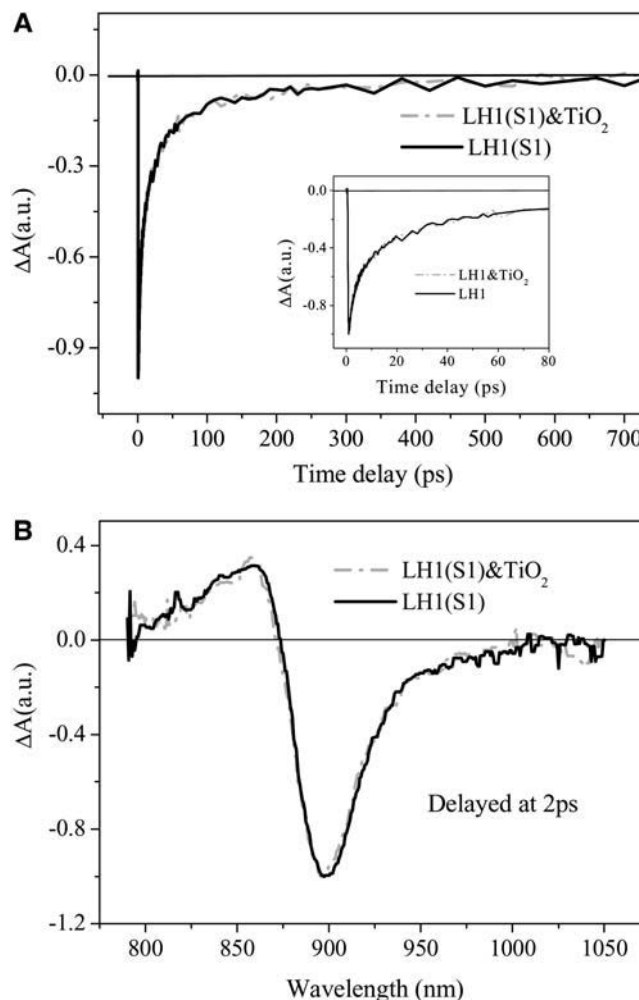 A
0.0
-0.3
-0.6
-0.9
ΔA(a.u.)
LH1(S1)&TiO2
LH1(S1)
0.0
-0.4
-0.8
ΔA(a.u.)
LH1&TiO2
LH1
0 20 40 60 80
Time delay (ps)
0 100 200 300 400 500 600 700
Time delay (ps)
B
0.4
0.0
-0.4
-0.8
-1.2
ΔA(a.u.)
LH1(S1)&TiO2
LH1(S1)
Delayed at 2ps
800 850 900 950 1000 1050
Wavelength (nm)